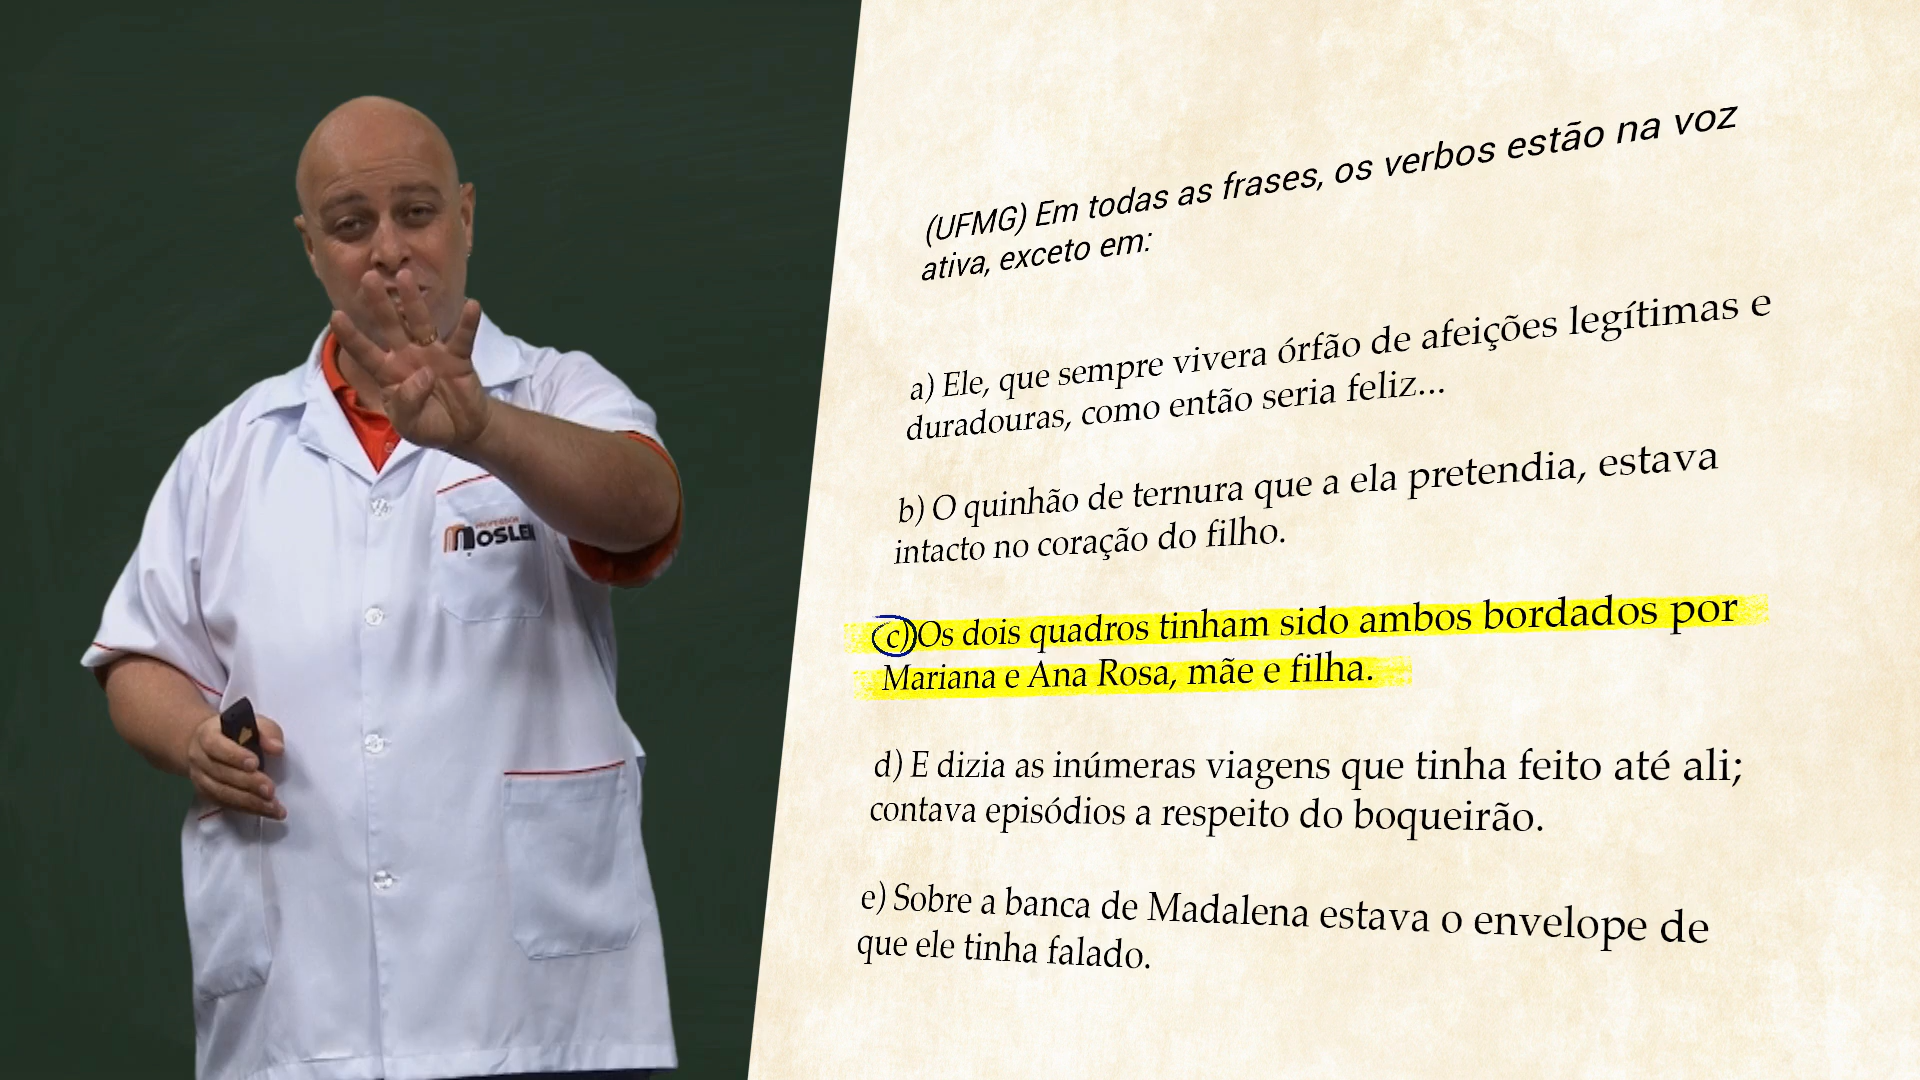 PROFESSOR
MOSLEM
(UFMG) Em todas as frases, os verbos estão na voz
ativa, exceto em:
a) Ele, que sempre vivera órfão de afeições legítimas e
duradouras, como então seria feliz...
b) O quinhão de ternura que a ela pretendia, estava
intacto no coração do filho.
c) Os dois quadros tinham sido ambos bordados por
Mariana e Ana Rosa, mãe e filha.
d) E dizia as inúmeras viagens que tinha feito até ali;
contava episódios a respeito do boqueirão.
e) Sobre a banca de Madalena estava o envelope de
que ele tinha falado.